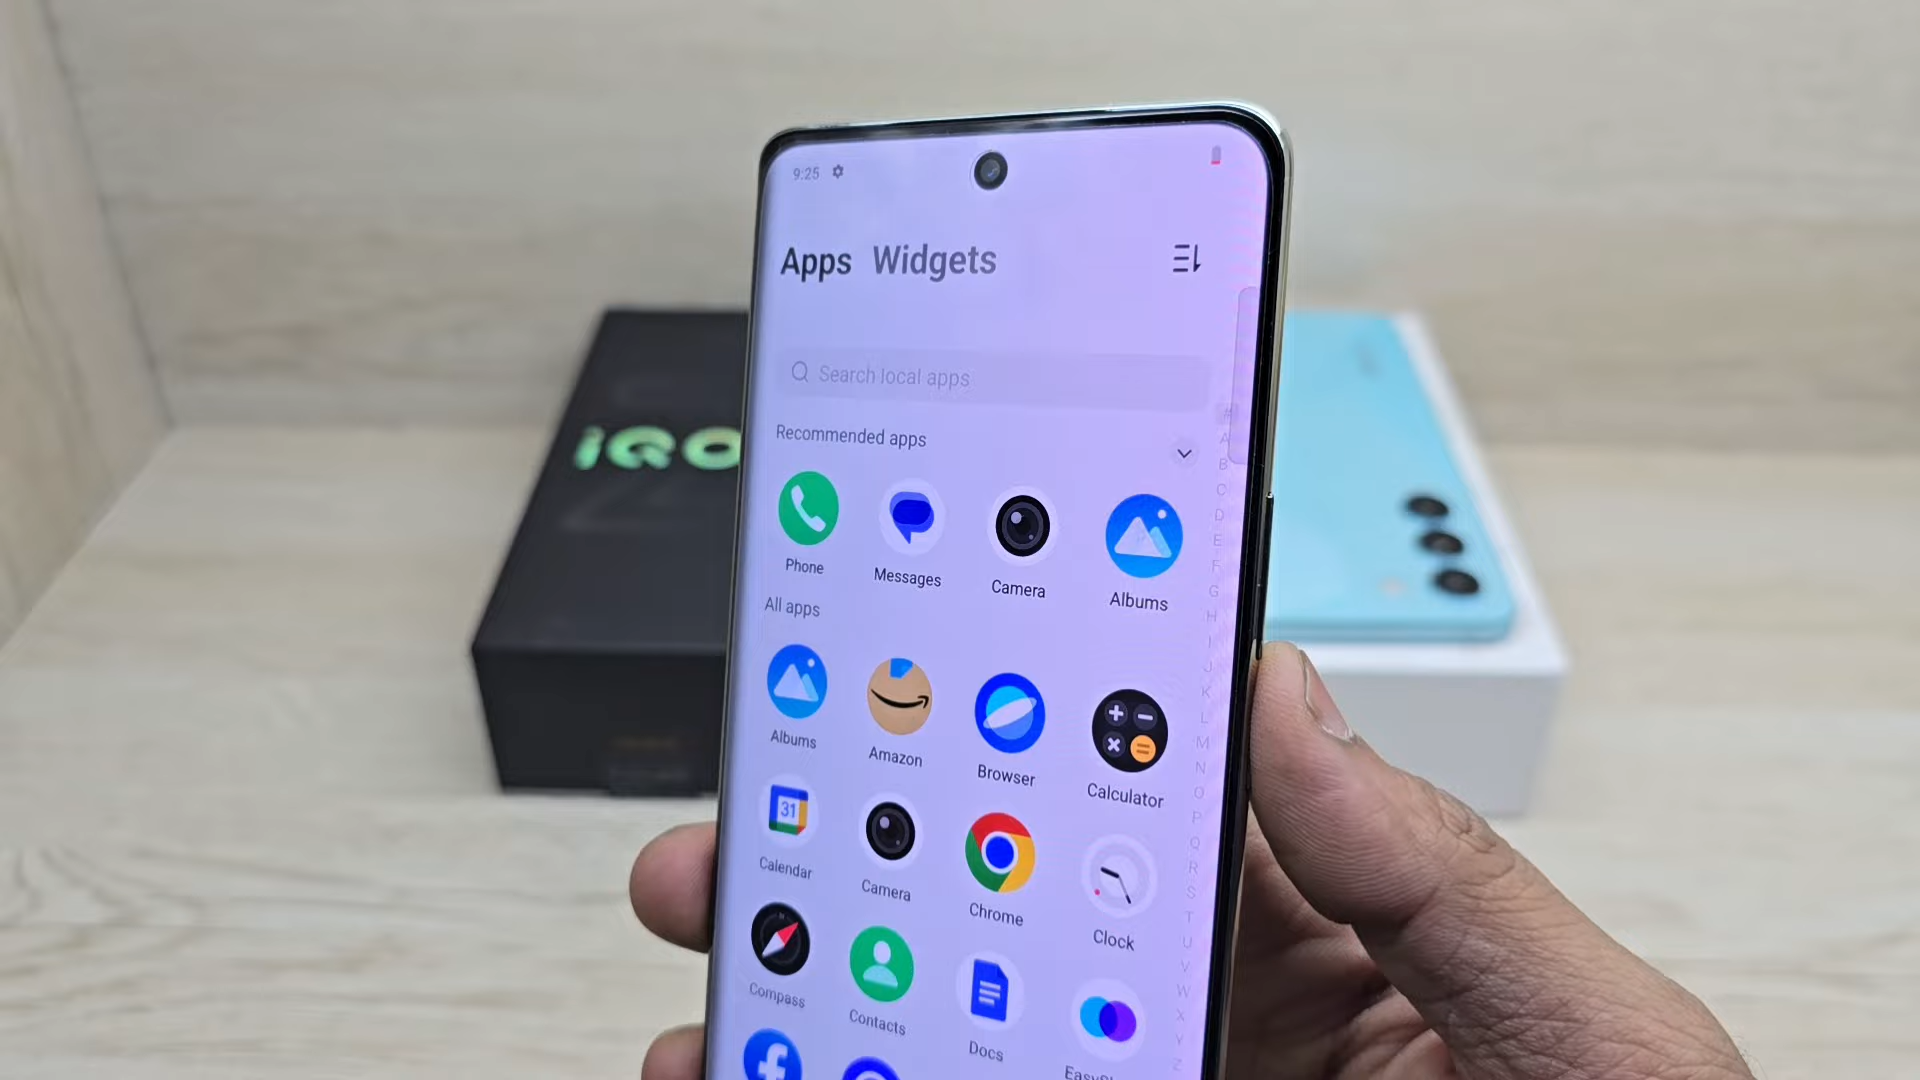 9:25
Apps Widgets
Search local apps
Recommended apps
Phone Messages Camera Albums
All apps
Albums Amazon Browser Calculator
31
Calendar Camera Chrome Clock
Compass Contacts Docs
iQO
#
A
B
C
D
E
F
G
H
I
J
K
L
M
N
O
P
Q
R
S
T
U
V
W
X
Y
Z